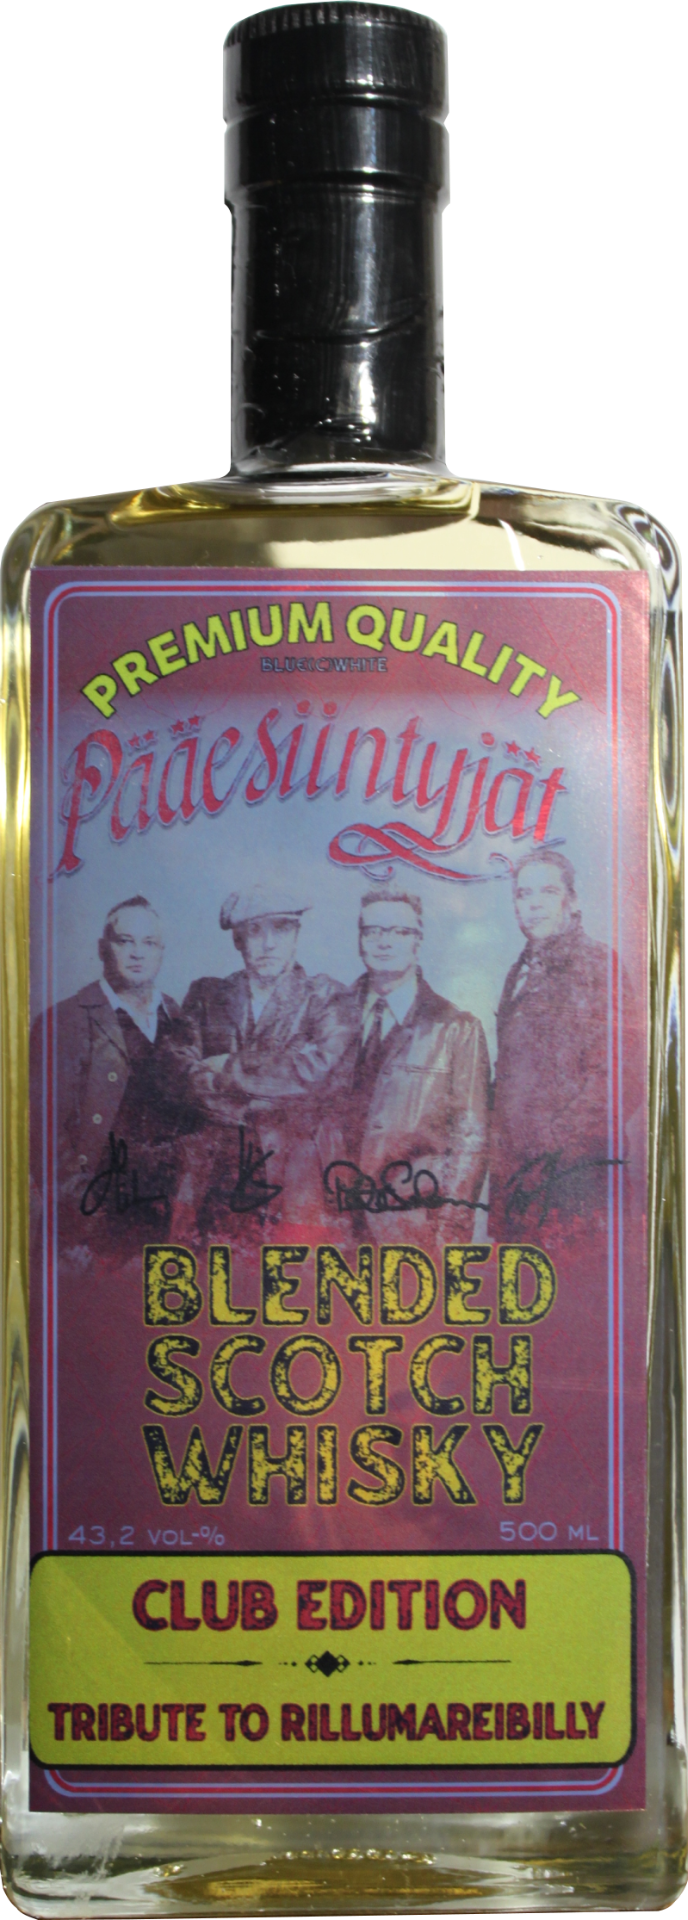 PREMIUM QUALITY
BLUE(C)WHITE
Pääesiintyjät
BLENDED
SCOTCH
WHISKY
43,2 VOL-% 500 ML
CLUB EDITION
TRIBUTE TO RILLUMAREIBILLY